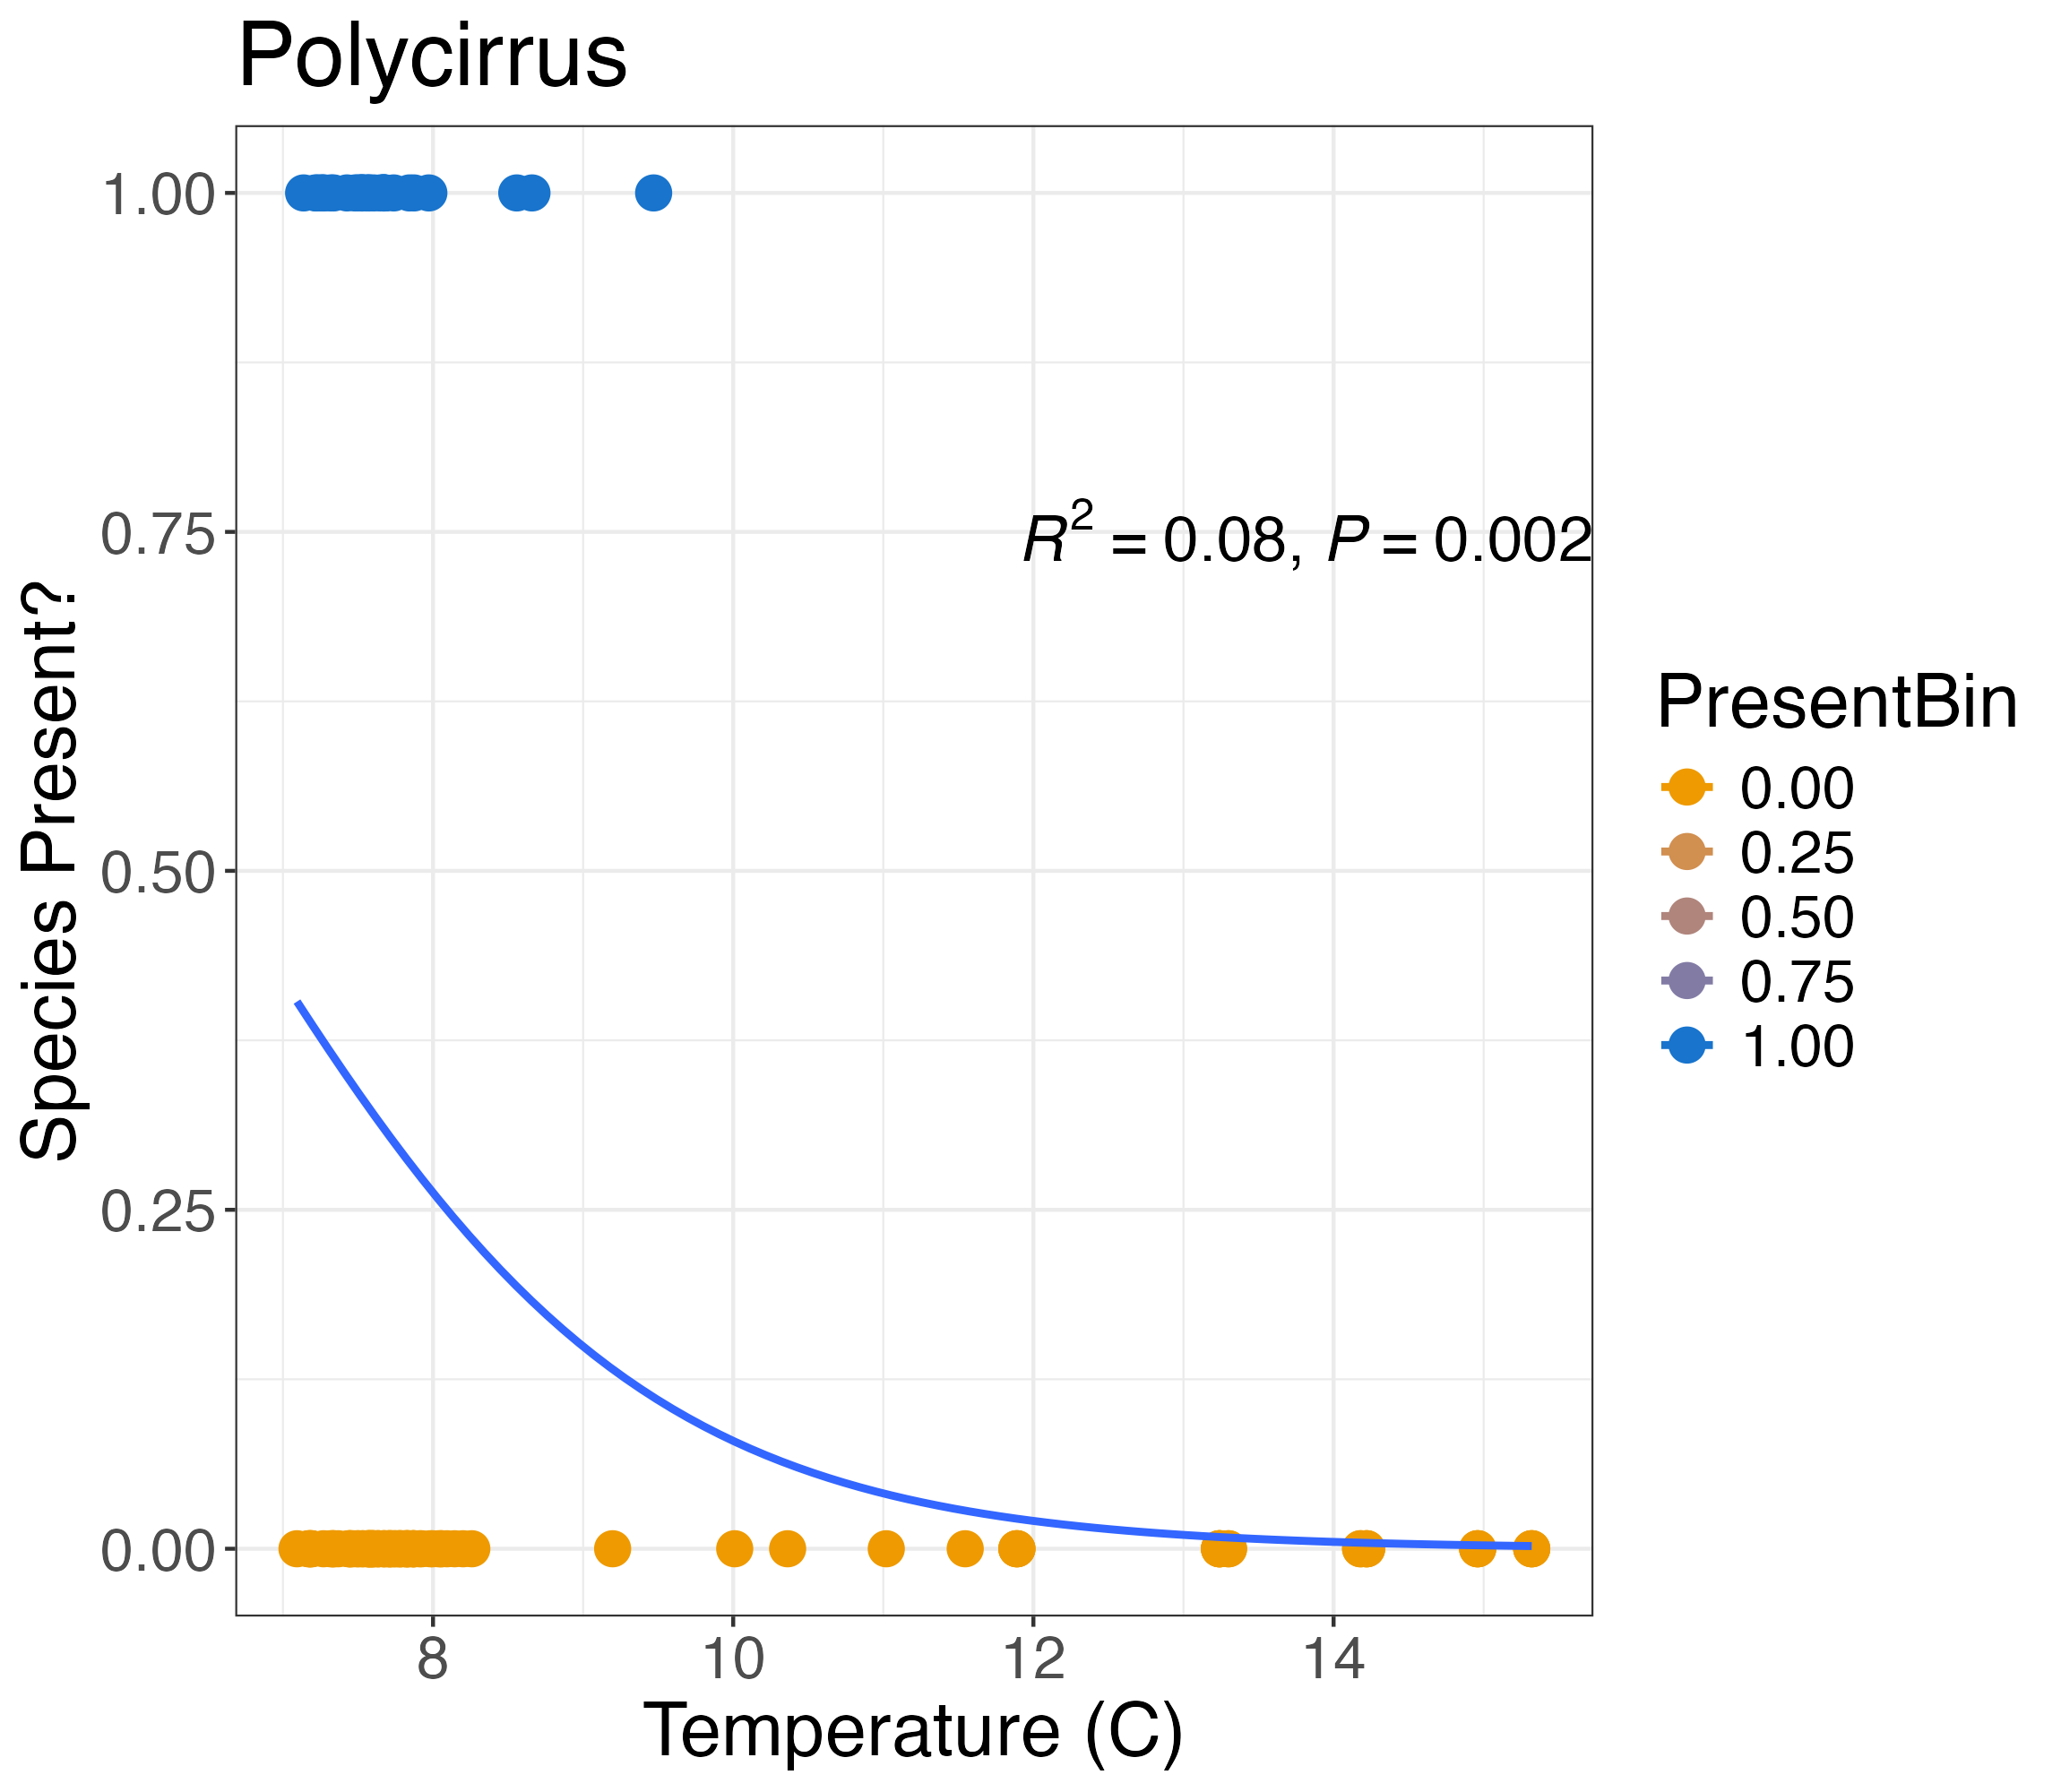 Polycirrus
1.00
0.75
0.50
0.25
0.00
Species Present?
R² = 0.08, P = 0.002
8 10 12 14
Temperature (C)
PresentBin
0.00
0.25
0.50
0.75
1.00